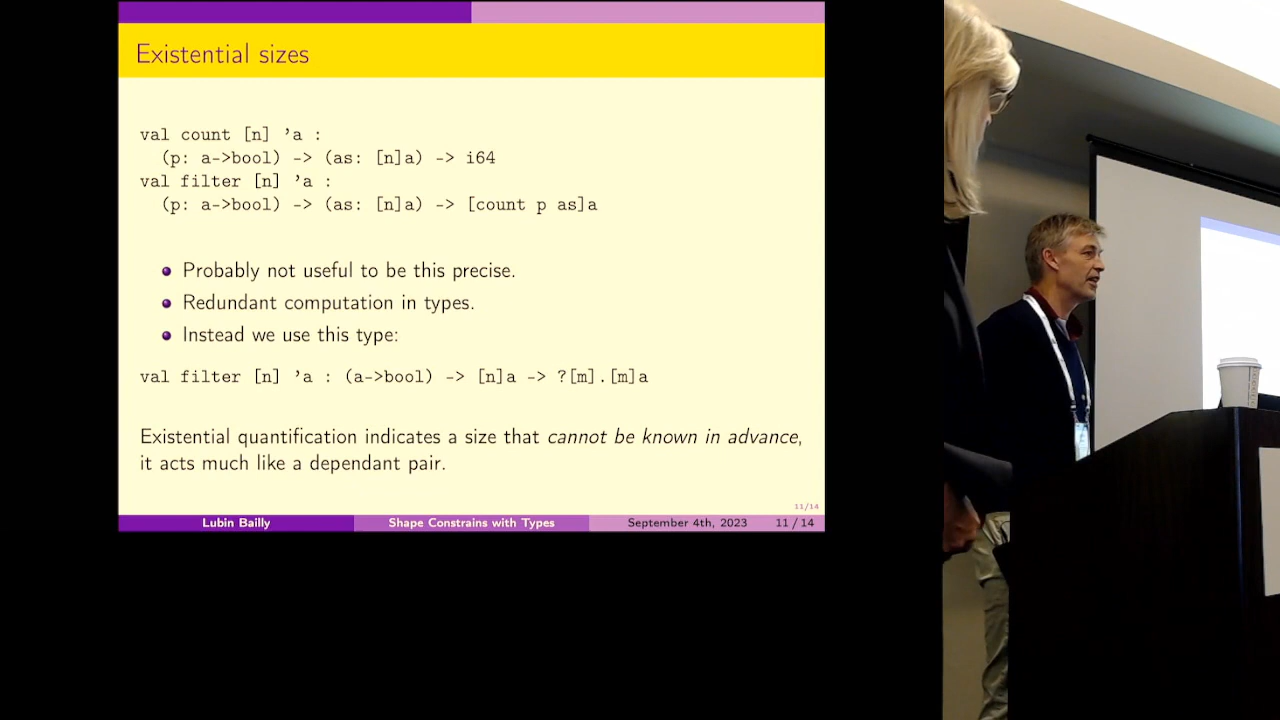 Existential sizes
val count [n] 'a :
(p: a->bool) -> (as: [n]a) -> i64
val filter [n] 'a :
(p: a->bool) -> (as: [n]a) -> [count p as]a
Probably not useful to be this precise.
Redundant computation in types.
Instead we use this type:
val filter [n] 'a : (a->bool) -> [n]a -> ?[m].[m]a
Existential quantification indicates a size that cannot be known in advance,
it acts much like a dependant pair.
11/14
Lubin Bailly Shape Constrains with Types September 4th, 2023 11 / 14